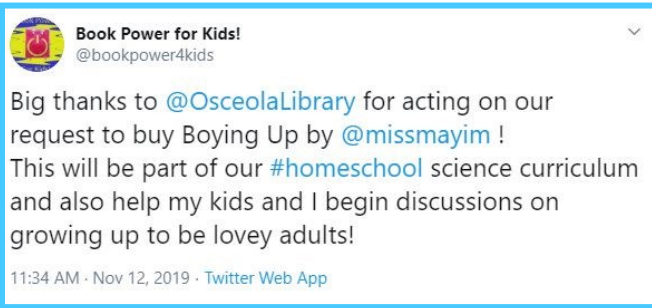 Book Power for Kids!
@bookpower4kids
Big thanks to @OsceolaLibrary for acting on our
request to buy Boying Up by @missmayim !
This will be part of our #homeschool science curriculum
and also help my kids and I begin discussions on
growing up to be lovey adults!
11:34 AM · Nov 12, 2019 · Twitter Web App